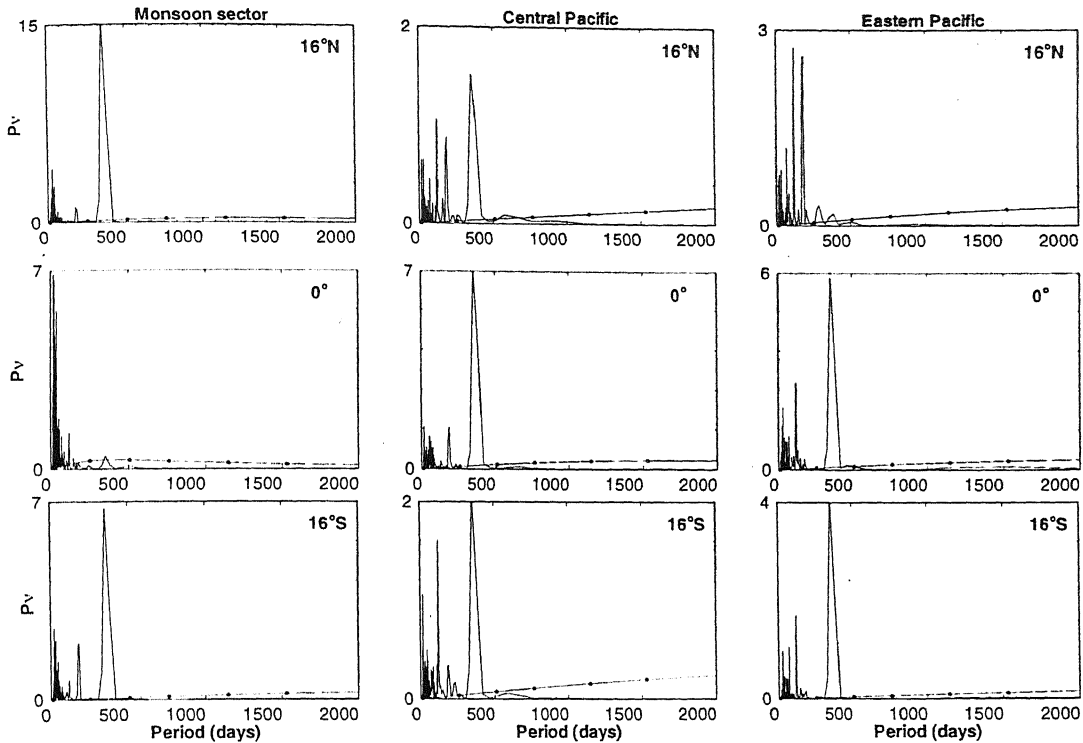 Monsoon sector Central Pacific Eastern Pacific
15 16°N 2 16°N 3 16°N
Pν
1
0 0 0
0 500 1000 1500 2000 0 500 1000 1500 2000 0 500 1000 1500 2000
7 0° 7 0° 6 0°
Pν
0 0 0
0 500 1000 1500 2000 0 500 1000 1500 2000 0 500 1000 1500 2000
7 16°S 2 16°S 4 16°S
Pν
1 2
0 0 0
0 500 1000 1500 2000 0 500 1000 1500 2000 0 500 1000 1500 2000
Period (days) Period (days) Period (days)